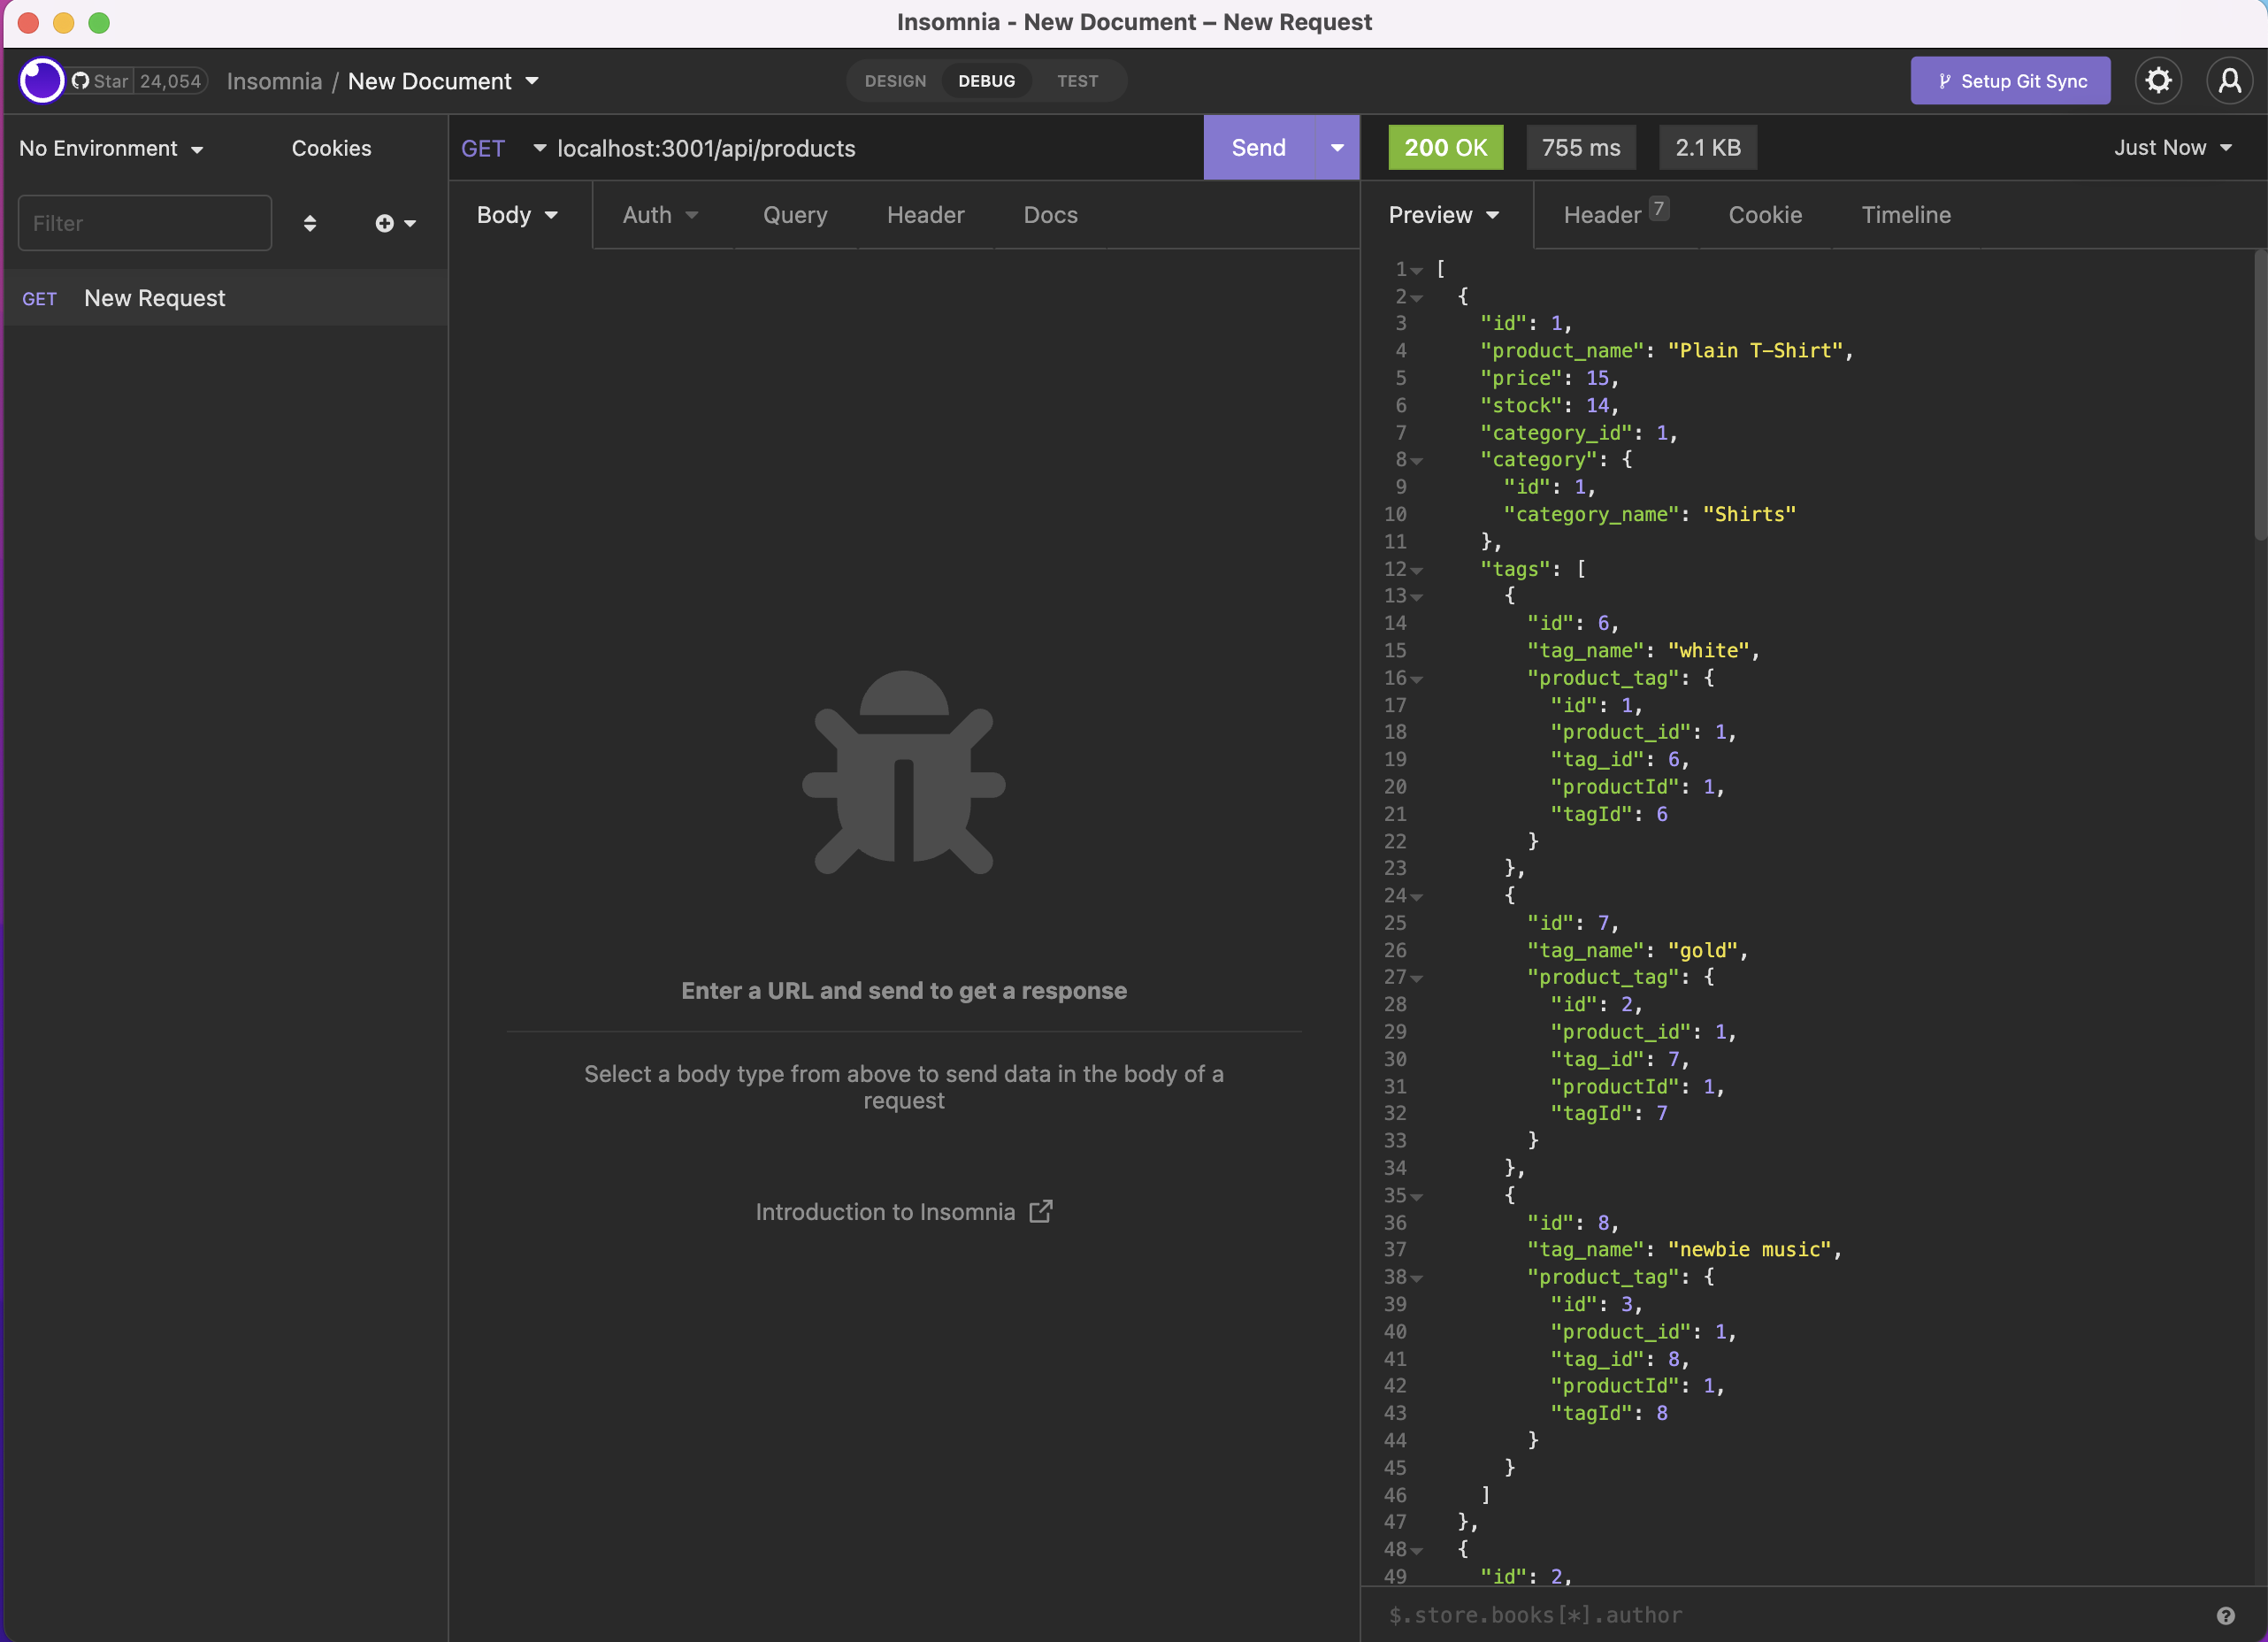 Insomnia - New Document – New Request
Star 24,054 Insomnia / New Document DESIGN DEBUG TEST Setup Git Sync
No Environment Cookies
GET localhost:3001/api/products Send
200 OK 755 ms 2.1 KB Just Now
Filter
GET New Request
Body Auth Query Header Docs
Enter a URL and send to get a response
Select a body type from above to send data in the body of a
request
Introduction to Insomnia
Preview Header 7 Cookie Timeline
1 [
2 {
3 "id": 1,
4 "product_name": "Plain T-Shirt",
5 "price": 15,
6 "stock": 14,
7 "category_id": 1,
8 "category": {
9 "id": 1,
10 "category_name": "Shirts"
11 },
12 "tags": [
13 {
14 "id": 6,
15 "tag_name": "white",
16 "product_tag": {
17 "id": 1,
18 "product_id": 1,
19 "tag_id": 6,
20 "productId": 1,
21 "tagId": 6
22 }
23 },
24 {
25 "id": 7,
26 "tag_name": "gold",
27 "product_tag": {
28 "id": 2,
29 "product_id": 1,
30 "tag_id": 7,
31 "productId": 1,
32 "tagId": 7
33 }
34 },
35 {
36 "id": 8,
37 "tag_name": "newbie music",
38 "product_tag": {
39 "id": 3,
40 "product_id": 1,
41 "tag_id": 8,
42 "productId": 1,
43 "tagId": 8
44 }
45 }
46 ]
47 },
48 {
49 "id": 2,
$.store.books[*].author